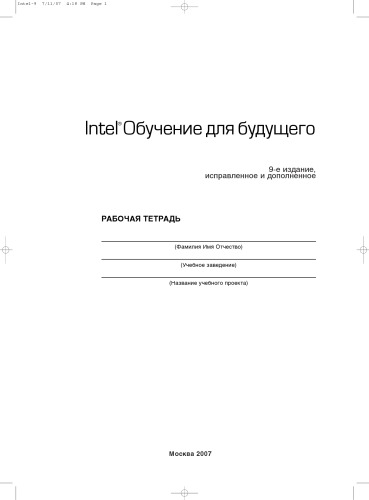 Intel-9 7/11/07 4:18 PM Page 1
Intel® Обучение для будущего
9-е издание,
исправленное и дополненное
РАБОЧАЯ ТЕТРАДЬ
(Фамилия Имя Отчество)
(Учебное заведение)
(Название учебного проекта)
Москва 2007